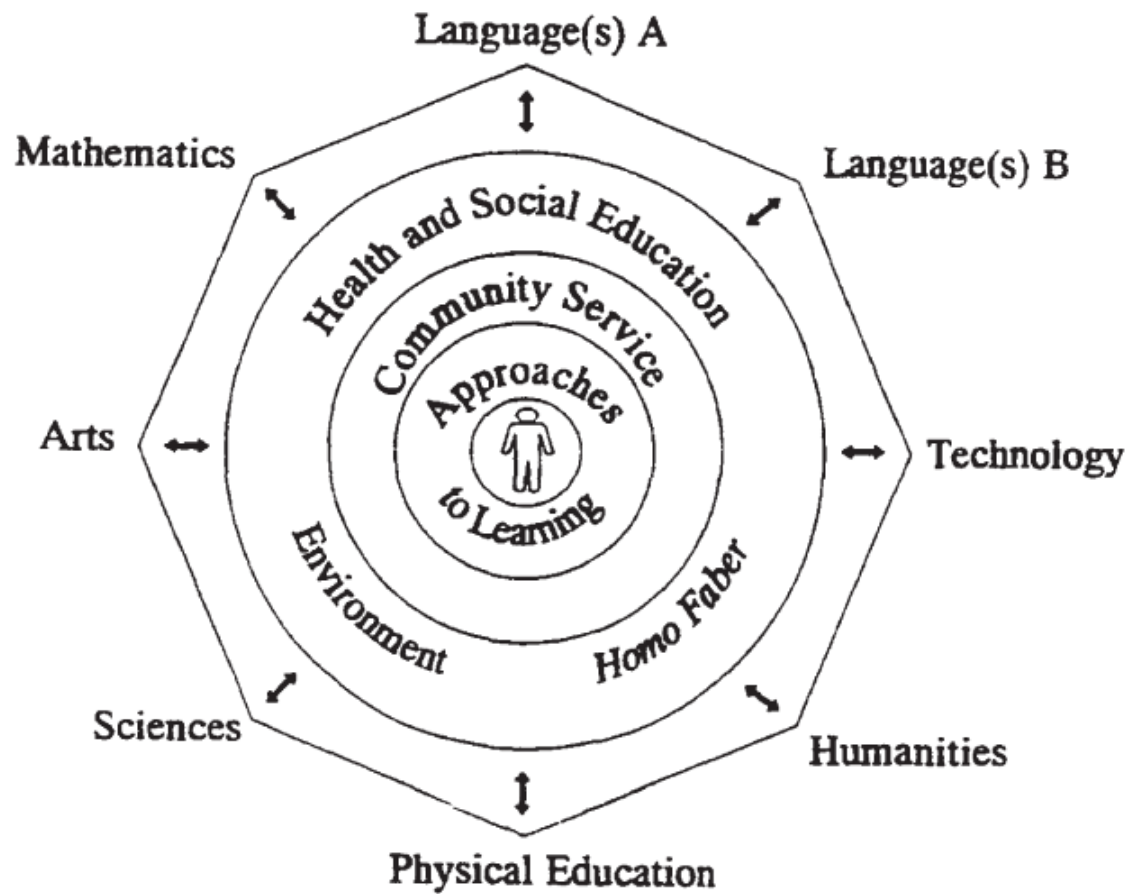 Language(s) A
Mathematics
Language(s) B
Health and Social Education
Community Service
Approaches
to Learning
Arts
Technology
Environment
Homo Faber
Sciences
Humanities
Physical Education